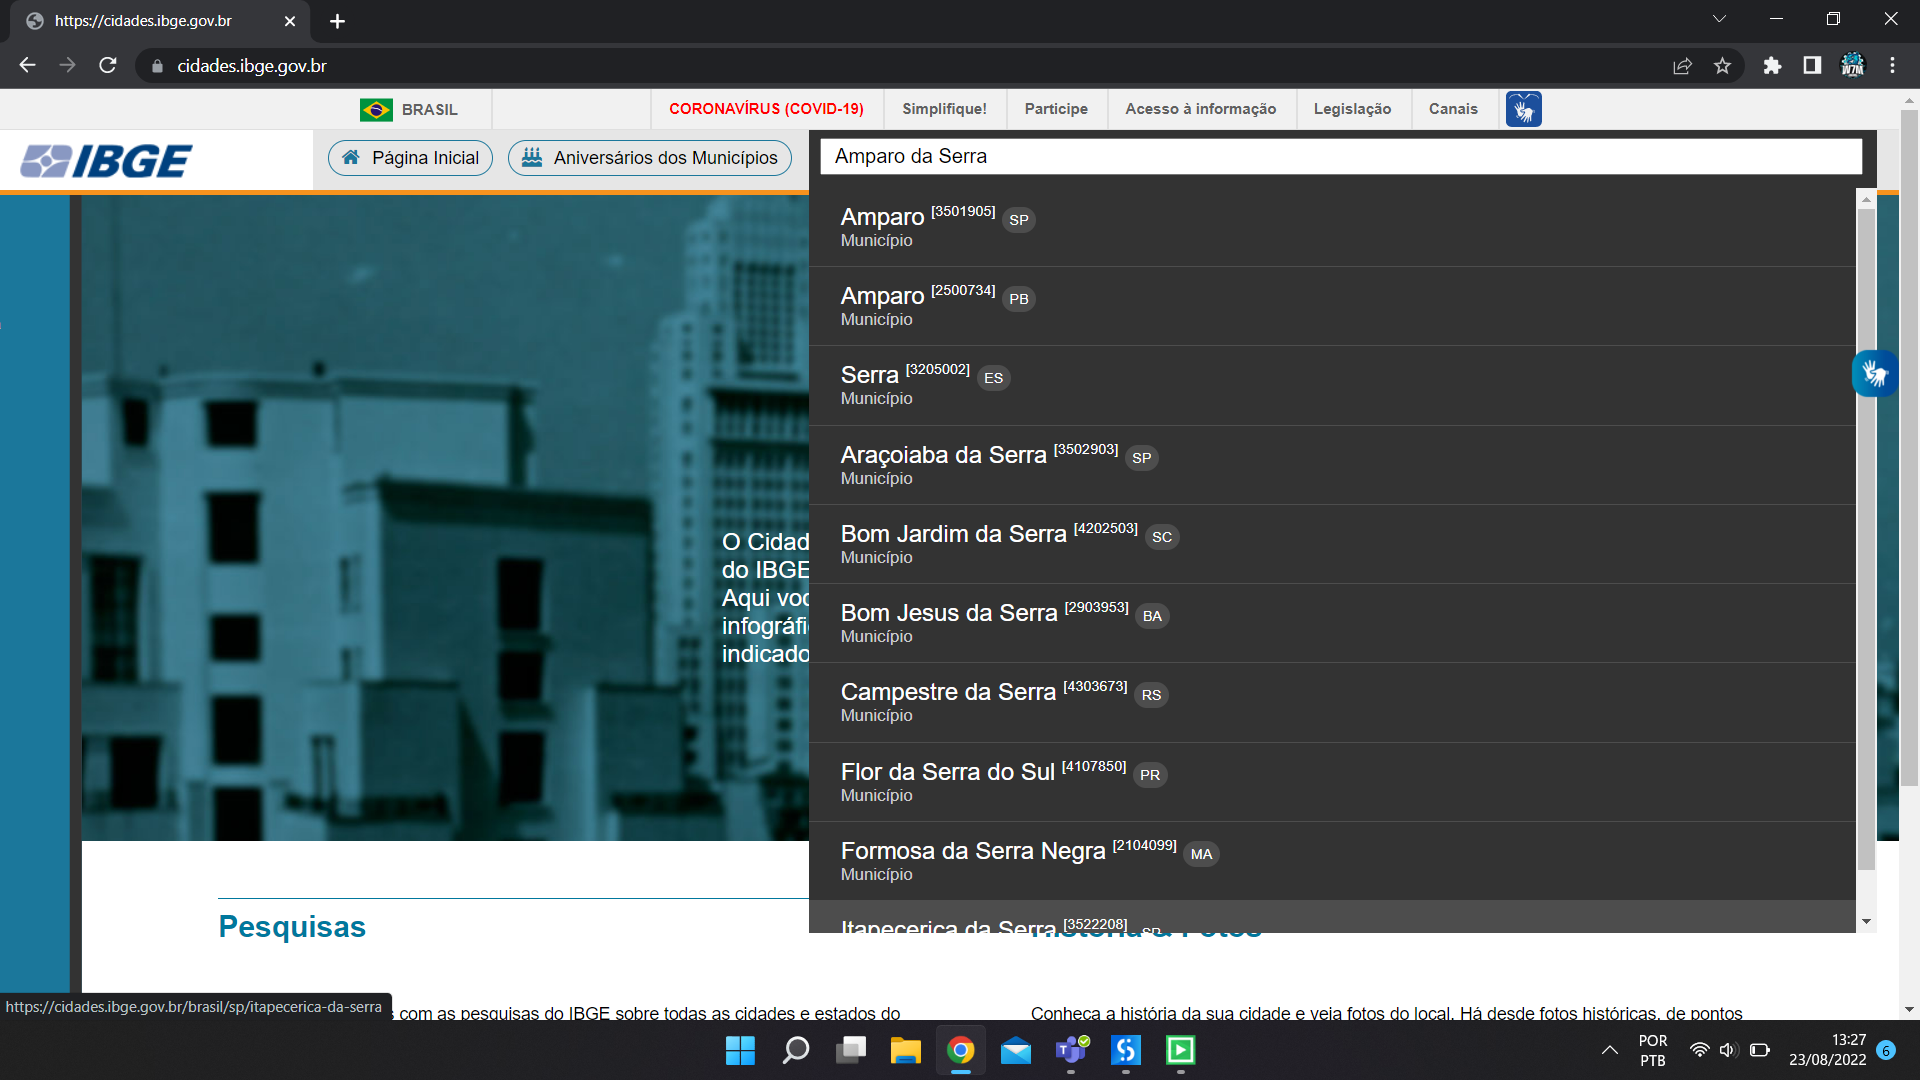 https://cidades.ibge.gov.br
cidades.ibge.gov.br
BRASIL
CORONAVÍRUS (COVID-19)
Simplifique!
Participe
Acesso à informação
Legislação
Canais
IBGE
Página Inicial
Aniversários dos Municípios
Amparo da Serra
Amparo [3501905] SP
Município
Amparo [2500734] PB
Município
Serra [3205002] ES
Município
Araçoiaba da Serra [3502903] SP
Município
Bom Jardim da Serra [4202503] SC
Município
Bom Jesus da Serra [2903953] BA
Município
Campestre da Serra [4303673] RS
Município
Flor da Serra do Sul [4107850] PR
Município
Formosa da Serra Negra [2104099] MA
Município
Itapecerica da Serra [3522208] SP
O Cidad
do IBGE
Aqui voc
infográfi
indicado
Pesquisas
História & Fotos
com as pesquisas do IBGE sobre todas as cidades e estados do
Conheça a história da sua cidade e veja fotos do local. Há desde fotos históricas, de pontos
https://cidades.ibge.gov.br/brasil/sp/itapecerica-da-serra
POR
PTB
13:27
23/08/2022
6